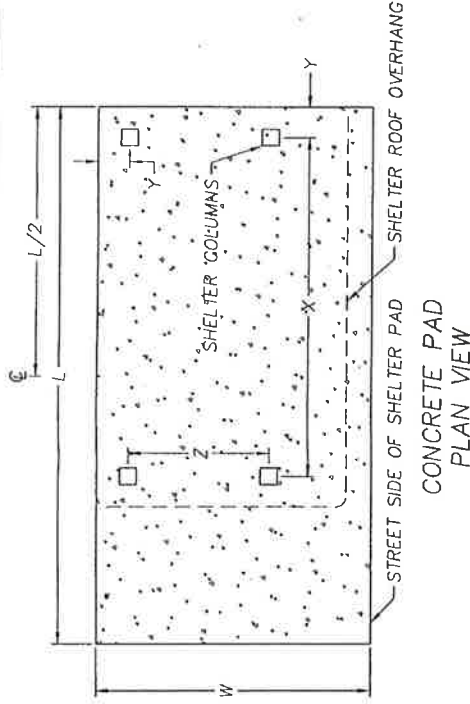 ℄
L/2
L
Y
Y
SHELTER COLUMNS
Z
X
W
STREET SIDE OF SHELTER PAD
SHELTER ROOF OVERHANG
CONCRETE PAD
PLAN VIEW